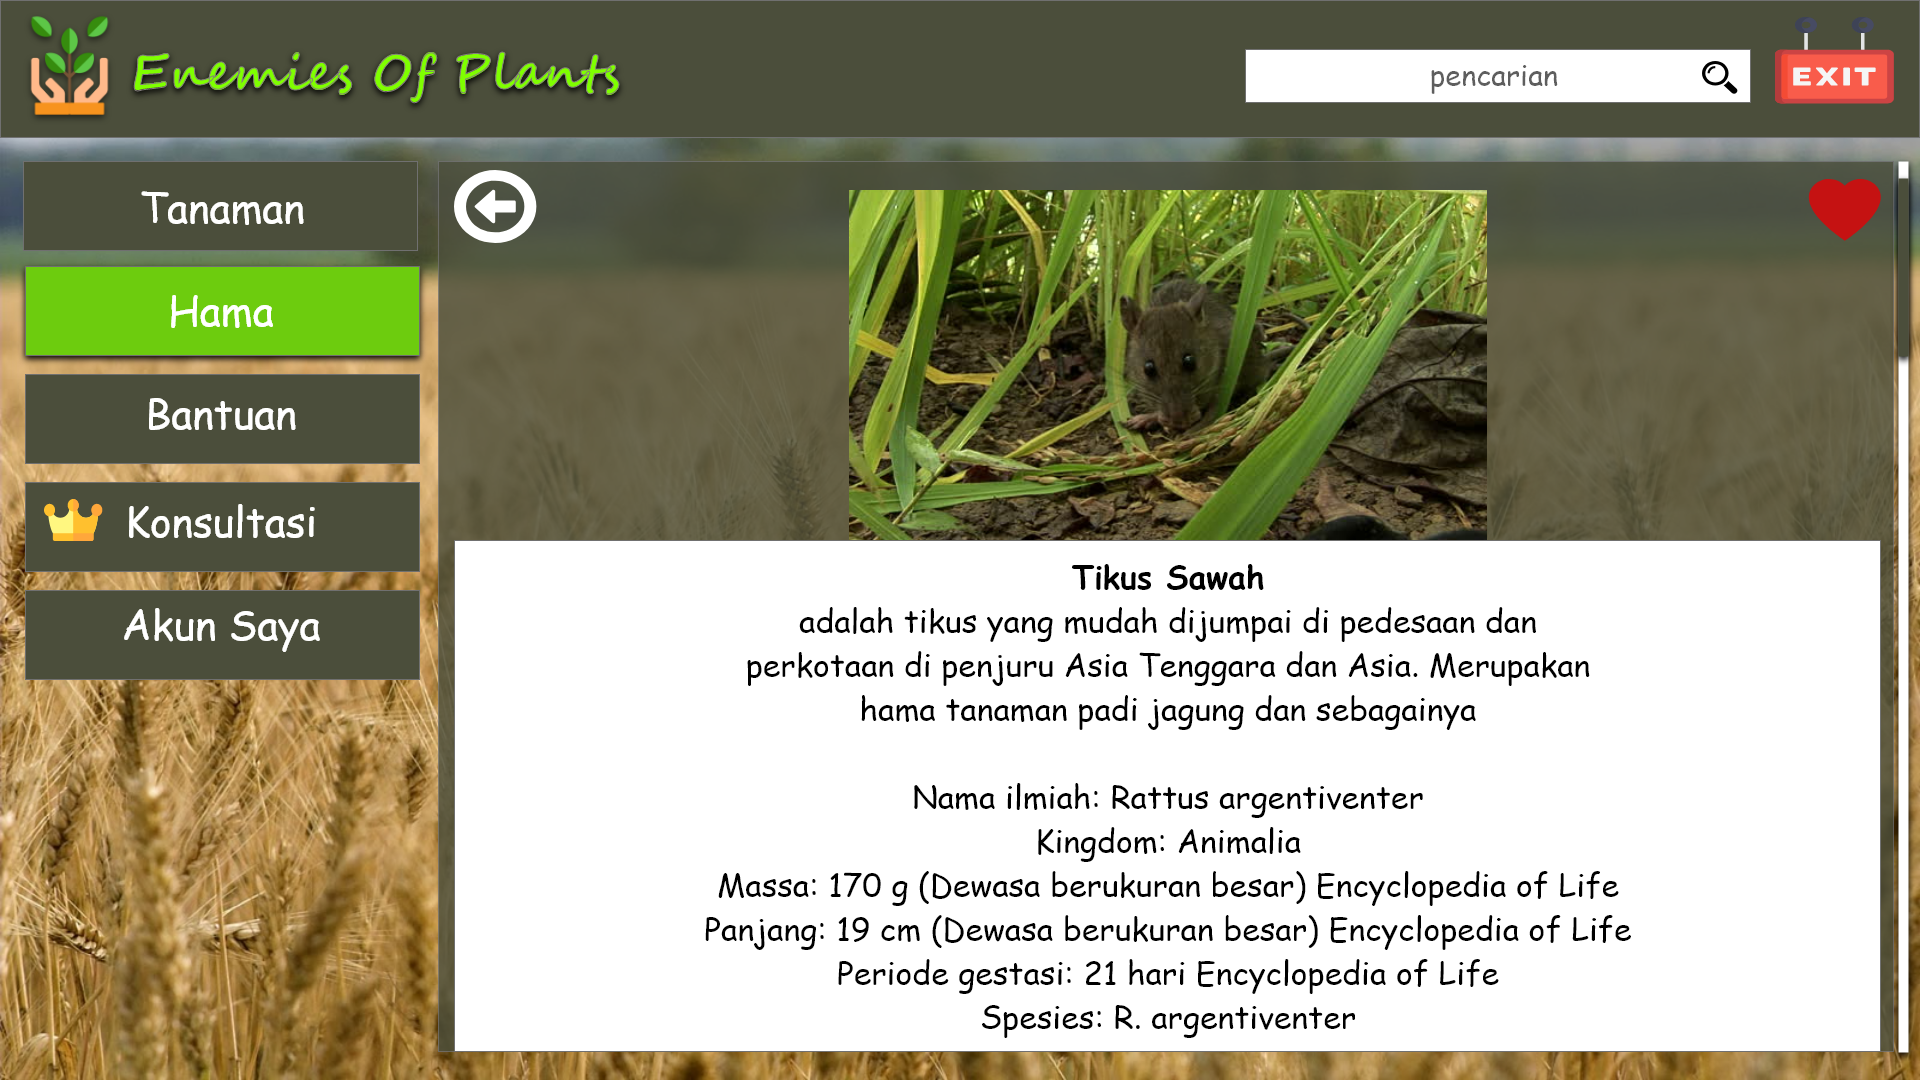 Enemies Of Plants
pencarian
EXIT
Tanaman
Hama
Bantuan
Konsultasi
Akun Saya
Tikus Sawah
adalah tikus yang mudah dijumpai di pedesaan dan
perkotaan di penjuru Asia Tenggara dan Asia. Merupakan
hama tanaman padi jagung dan sebagainya
Nama ilmiah: Rattus argentiventer
Kingdom: Animalia
Massa: 170 g (Dewasa berukuran besar) Encyclopedia of Life
Panjang: 19 cm (Dewasa berukuran besar) Encyclopedia of Life
Periode gestasi: 21 hari Encyclopedia of Life
Spesies: R. argentiventer